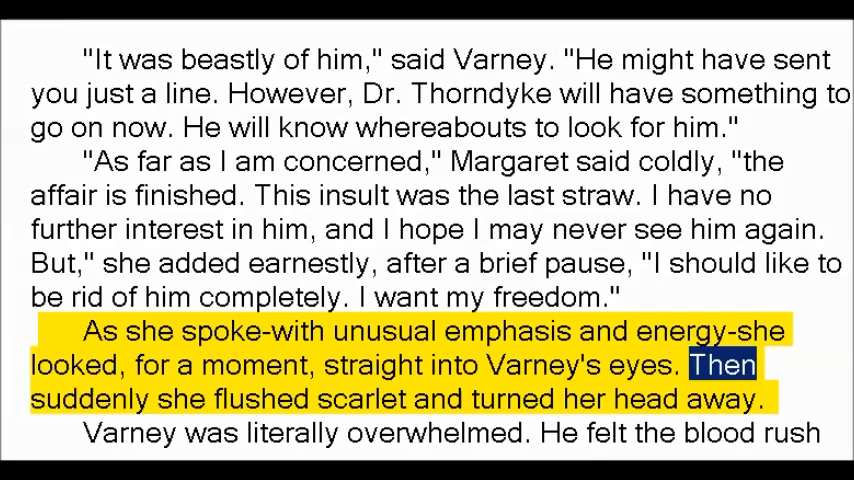 "It was beastly of him," said Varney. "He might have sent
you just a line. However, Dr. Thorndyke will have something to
go on now. He will know whereabouts to look for him."
"As far as I am concerned," Margaret said coldly, "the
affair is finished. This insult was the last straw. I have no
further interest in him, and I hope I may never see him again.
But," she added earnestly, after a brief pause, "I should like to
be rid of him completely. I want my freedom."
As she spoke-with unusual emphasis and energy-she
looked, for a moment, straight into Varney's eyes. Then
suddenly she flushed scarlet and turned her head away.
Varney was literally overwhelmed. He felt the blood rush